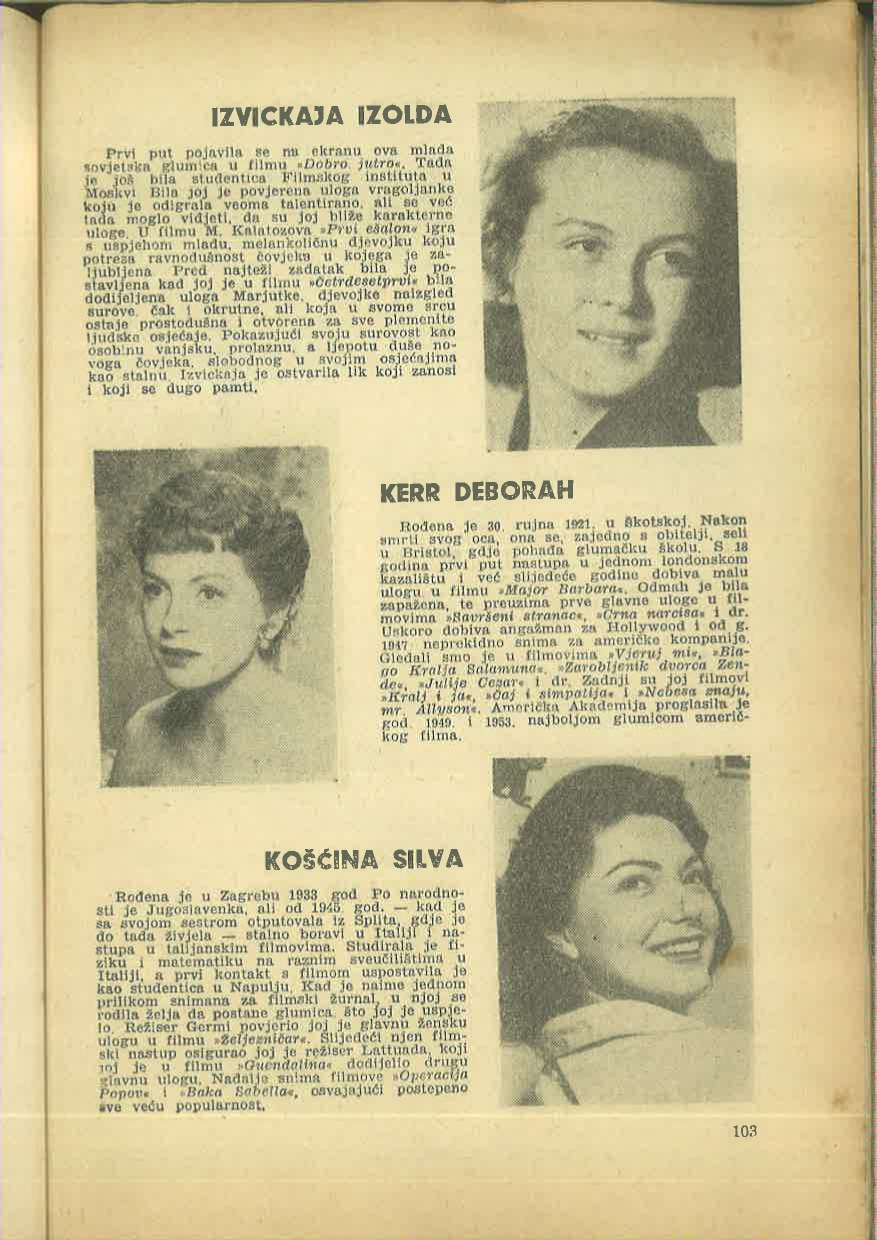 IZVICKAJA IZOLDA
Prvi put pojavila se na ekranu ova mlada
sovjetska glumica u filmu »Dobro jutro«. Tada
je još bila studentica Filmskog instituta u
Moskvi Bila joj je povjerena uloga vragoljanke
koju je odigrala veoma talentirano, ali se već
tada moglo vidjeti, da su joj bliže karakterne
uloge. U filmu M. Kalatozova »Prvi ešalon« igra
s uspjehom mladu, melankoličnu djevojku koju
potresa ravnodušnost čovjeka u kojega je za-
ljubljena. Pred najteži zadatak bila je po-
stavljena kad joj je u filmu »Četrdesetprvi« bila
dodijeljena uloga Marjutke, djevojke naizgled
surove, čak i okrutne, ali koja u svome srcu
ostaje prostodušna i otvorena za sve plemenite
ljudske osjećaje. Pokazujući svoju surovost kao
osobinu vanjsku, prolaznu, a ljepotu duše no-
voga čovjeka, slobodnog u svojim osjećajima
kao stalnu, Izvickaja je ostvarila lik koji zanosi
i koji se dugo pamti.
KERR DEBORAH
Rođena je 30. rujna 1921. u Škotskoj. Nakon
smrti svog oca, ona se, zajedno s obitelji, seli
u Bristol, gdje pohađa glumačku školu. S 18
godina prvi put nastupa u jednom londonskom
kazalištu i već slijedeće godine dobiva malu
ulogu u filmu »Major Barbara«. Odmah je bila
zapažena, te preuzima prve glavne uloge u fil-
movima »Savršeni stranac«, »Crna narcisa« i dr.
Uskoro dobiva angažman za Hollywood i od g.
1947 neprekidno snima za američke kompanije.
Gledali smo je u filmovima »Vjeruj mi«, »Bla-
go Kralja Salamuna«, »Zarobljenik dvorca Zen-
de«, »Julije Cezar« i dr. Zadnji su joj filmovi
»Kralj i ja«, »Čaj i simpatija« i »Nebesa znaju,
mr. Allyson«. Američka Akademija proglasila je
god. 1949. i 1953. najboljom glumicom američ-
kog filma.
KOŠĆINA SILVA
Rođena je u Zagrebu 1933 god Po narodno-
sti je Jugoslavenka, ali od 1945. god. — kad je
sa svojom sestrom otputovala iz Splita, gdje je
do tada živjela — stalno boravi u Italiji i na-
stupa u talijanskim filmovima. Studirala je fi-
ziku i matematiku na raznim sveučilištima u
Italiji, a prvi kontakt s filmom uspostavila je
kao studentica u Napulju. Kad je naime jednom
prilikom snimana za filmski žurnal, u njoj se
rodila želja da postane glumica, što joj je uspje-
lo. Režiser Germi povjerio joj je glavnu žensku
ulogu u filmu »Željezničar«. Slijedeći njen film-
ski nastup osigurao joj je režiser Lattuada, koji
joj je u filmu »Guendalina« dodijelio drugu
glavnu ulogu. Nadalje snima filmove »Operacija
Popov« i »Baka Sabella«, osvajajući postepeno
sve veću popularnost.
103